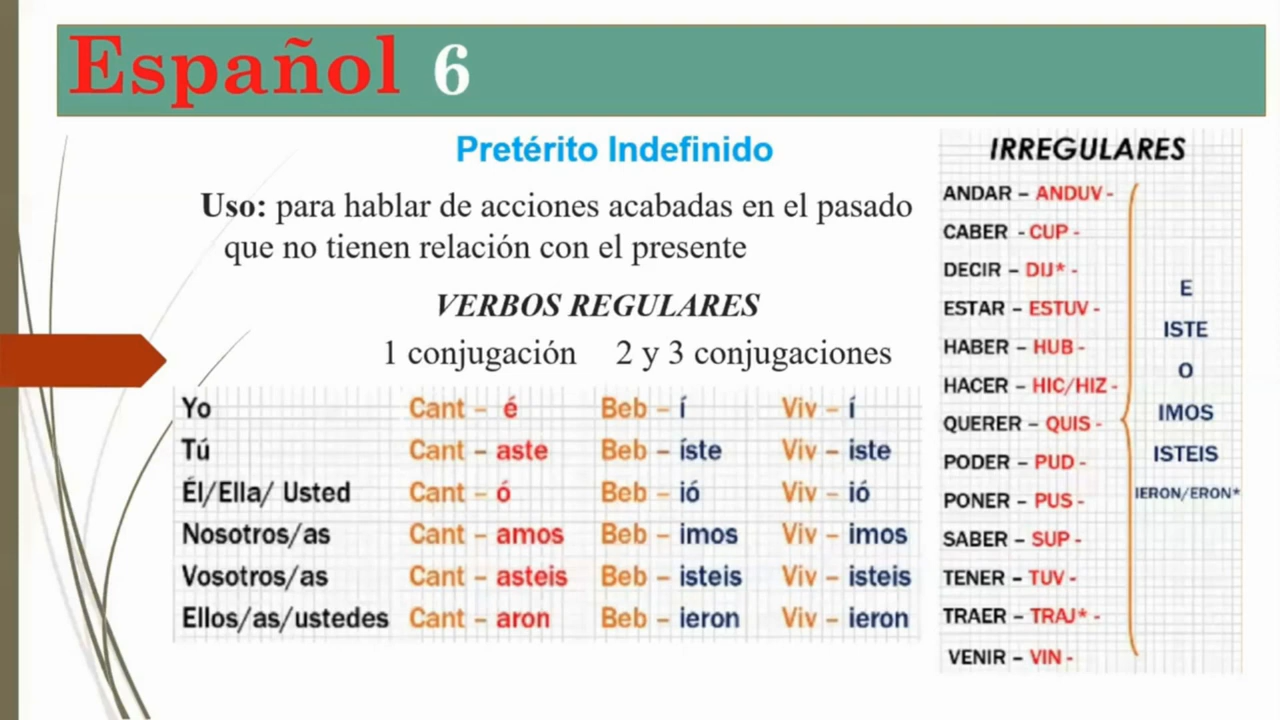 Español 6
Pretérito Indefinido
Uso: para hablar de acciones acabadas en el pasado
que no tienen relación con el presente
VERBOS REGULARES
1 conjugación 2 y 3 conjugaciones
Yo Cant - é Beb - í Viv - í
Tú Cant - aste Beb - íste Viv - iste
Él/Ella/ Usted Cant - ó Beb - ió Viv - ió
Nosotros/as Cant - amos Beb - imos Viv - imos
Vosotros/as Cant - asteis Beb - isteis Viv - isteis
Ellos/as/ustedes Cant - aron Beb - ieron Viv - ieron
IRREGULARES
ANDAR – ANDUV -
CABER - CUP -
DECIR – DIJ* -
ESTAR – ESTUV -
HABER – HUB -
HACER – HIC/HIZ -
QUERER – QUIS -
PODER – PUD -
PONER – PUS -
SABER – SUP -
TENER – TUV -
TRAER – TRAJ* -
VENIR – VIN -
E
ISTE
O
IMOS
ISTEIS
IERON/ERON*